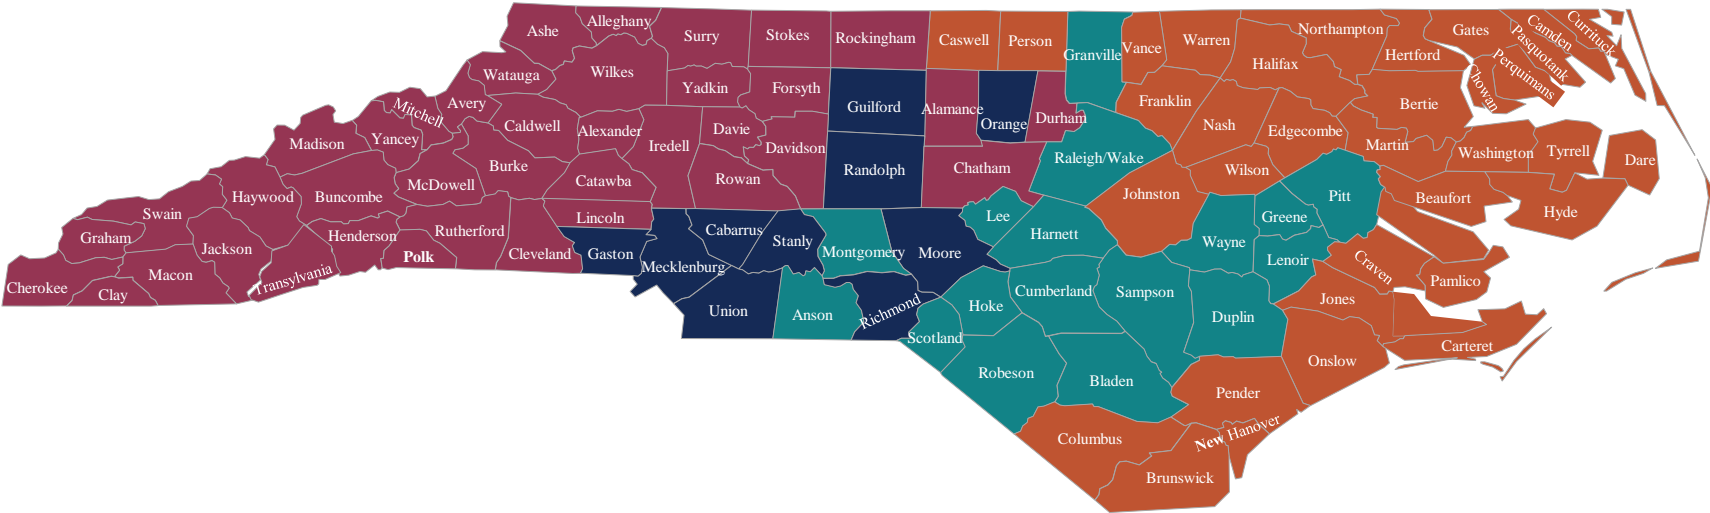 Ashe
Alleghany
Surry
Stokes
Rockingham
Caswell
Person
Granville
Vance
Warren
Northampton
Gates
Camden
Currituck
Pasquotank
Perquimans
Chowan
Hertford
Halifax
Watauga
Wilkes
Yadkin
Forsyth
Guilford
Alamance
Orange
Durham
Franklin
Nash
Edgecombe
Bertie
Martin
Washington
Tyrrell
Dare
Mitchell
Avery
Caldwell
Alexander
Iredell
Davie
Davidson
Randolph
Chatham
Raleigh/Wake
Wilson
Madison
Yancey
Burke
McDowell
Catawba
Rowan
Johnston
Pitt
Beaufort
Hyde
Haywood
Buncombe
Swain
Graham
Jackson
Henderson
Rutherford
Polk
Cleveland
Lincoln
Gaston
Mecklenburg
Cabarrus
Stanly
Montgomery
Moore
Lee
Harnett
Wayne
Greene
Lenoir
Craven
Pamlico
Cherokee
Clay
Macon
Transylvania
Union
Anson
Richmond
Scotland
Hoke
Cumberland
Sampson
Duplin
Jones
Carteret
Onslow
Robeson
Bladen
Pender
Columbus
New Hanover
Brunswick